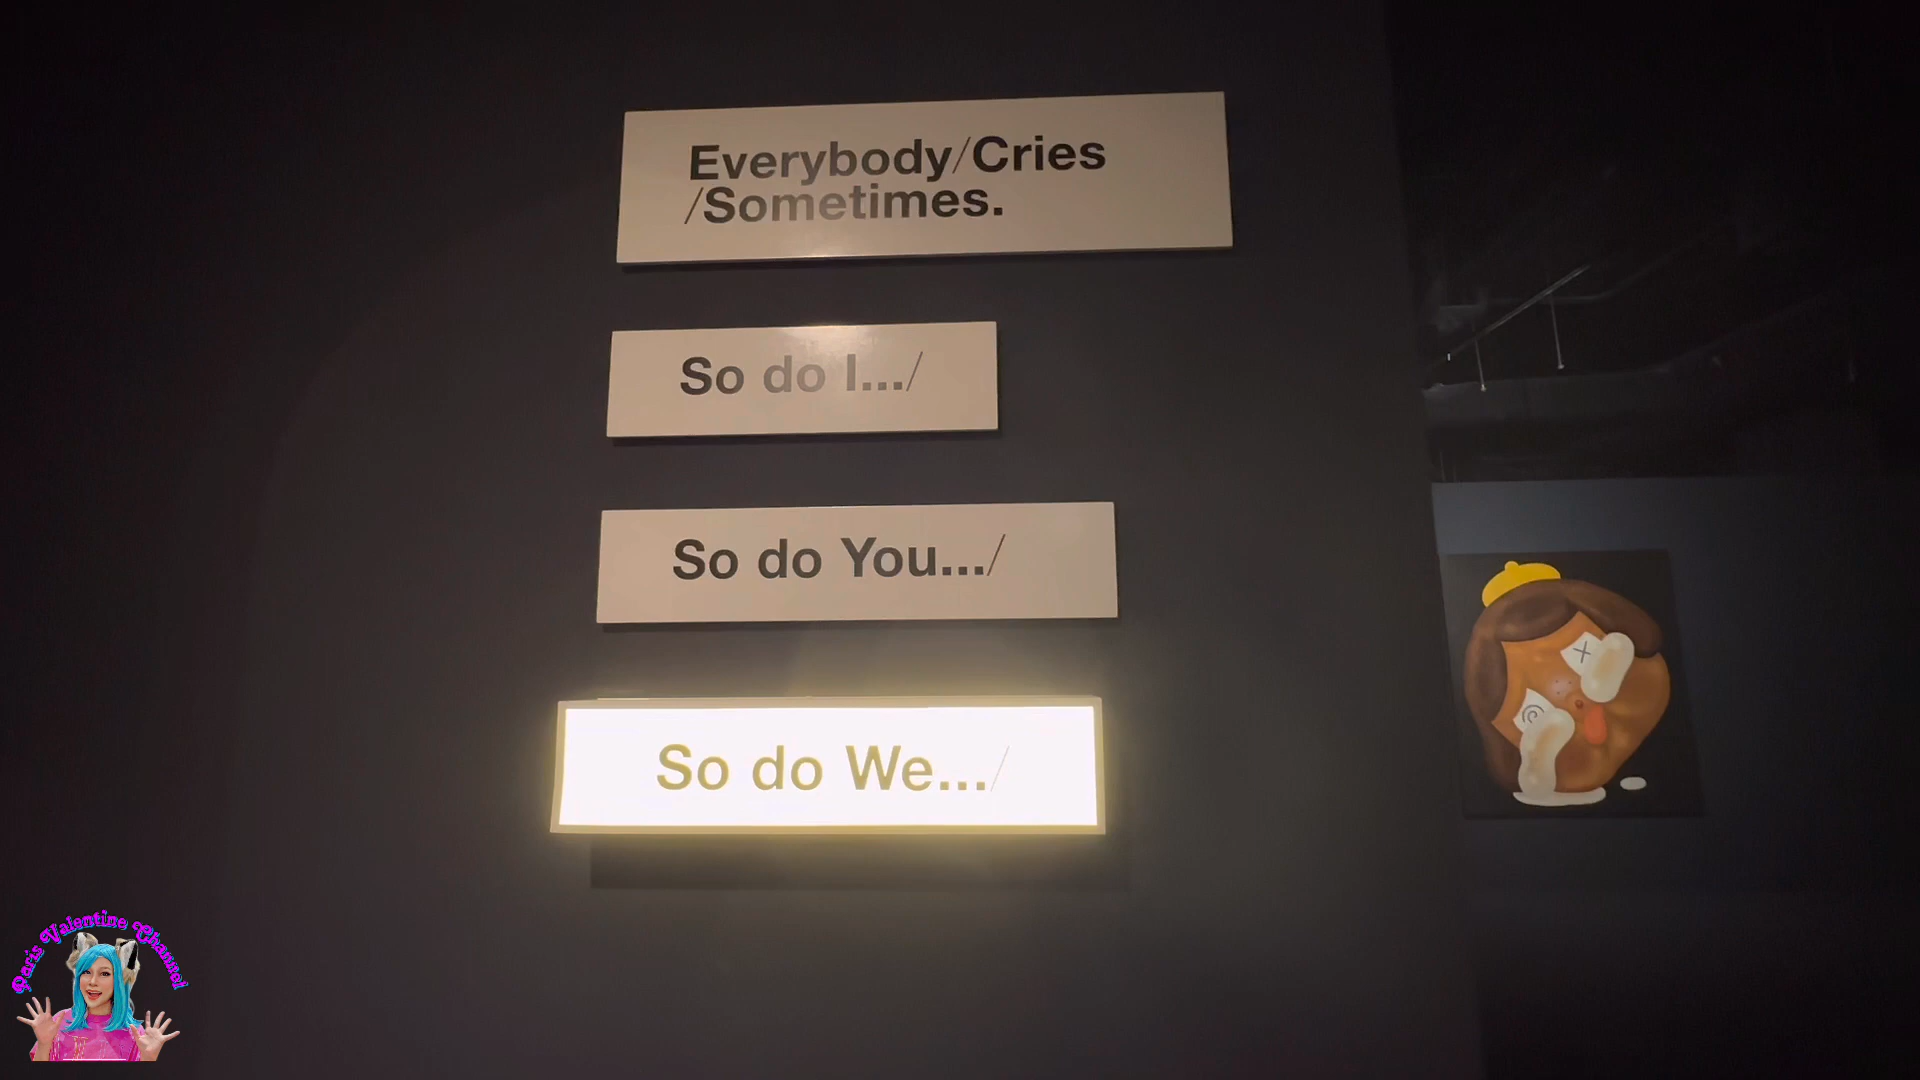 Everybody/Cries
/Sometimes.
So do I.../
So do You.../
So do We.../
Paris Valentine Channel